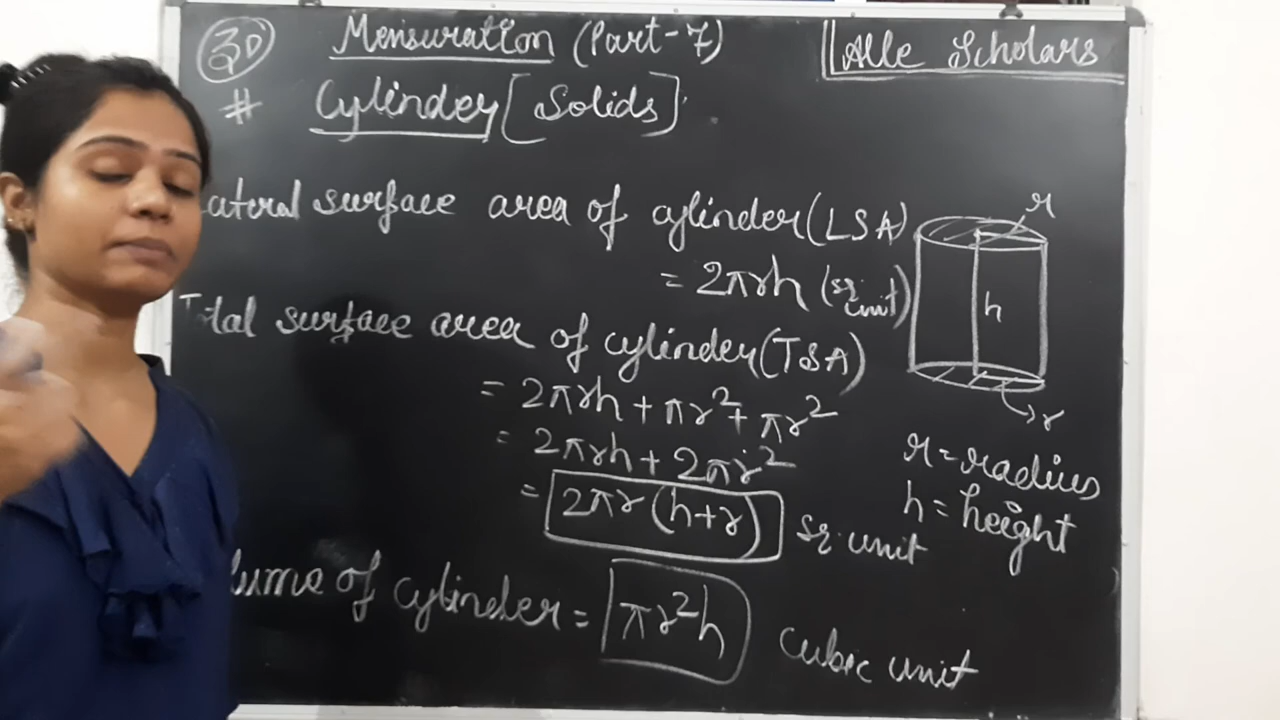 3D Mensuration (Part-7) Alle Scholars
# Cylinder [Solids]
ateral surface area of cylinder (LSA)
= 2πrh (sq. unit)
Total surface area of cylinder (TSA)
= 2πrh + πr² + πr²
= 2πrh + 2πr²
= 2πr (h+r) sq. unit
lume of cylinder = πr²h cubic unit
r
h
r
r = radius
h = height